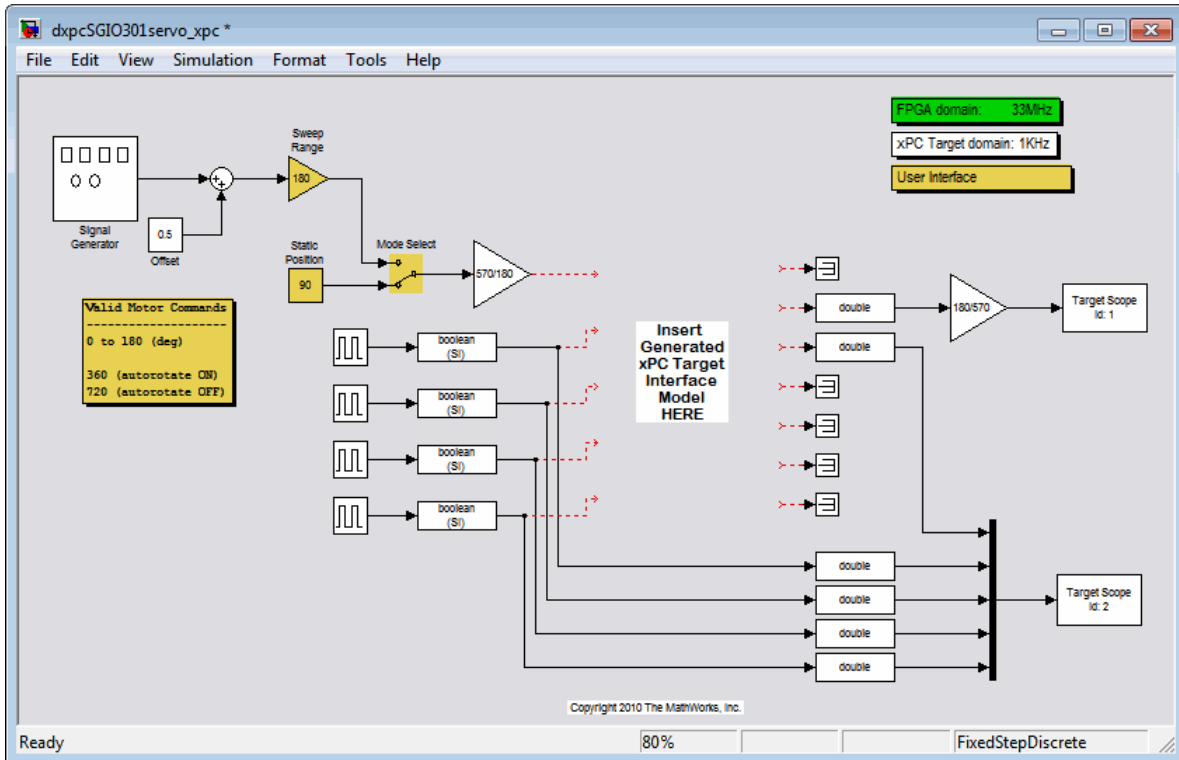 dxpcSGIO301servo_xpc *
File Edit View Simulation Format Tools Help
FPGA domain: 33MHz
xPC Target domain: 1KHz
User Interface
Sweep
Range
180
Signal
Generator
0.5
Offset
Static
Position
90
Mode Select
570/180
Valid Motor Commands
---------------------
0 to 180 (deg)
360 (autorotate ON)
720 (autorotate OFF)
boolean
(SI)
boolean
(SI)
boolean
(SI)
boolean
(SI)
Insert
Generated
xPC Target
Interface
Model
HERE
double
180/570
Target Scope
Id: 1
double
double
double
double
double
Target Scope
Id: 2
Copyright 2010 The MathWorks, Inc.
Ready
80%
FixedStepDiscrete